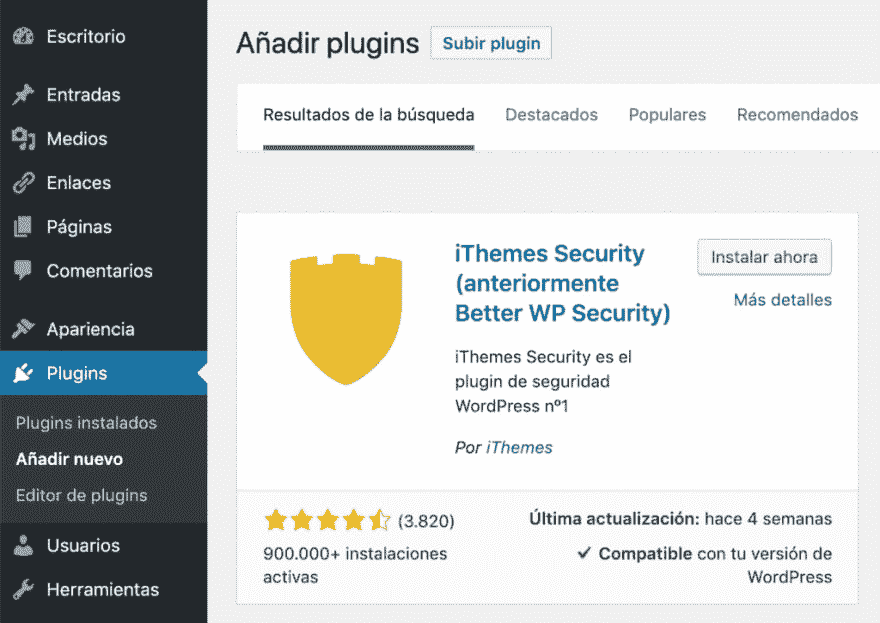 Escritorio
Entradas
Medios
Enlaces
Páginas
Comentarios
Apariencia
Plugins
Plugins instalados
Añadir nuevo
Editor de plugins
Usuarios
Herramientas
Añadir plugins
Subir plugin
Resultados de la búsqueda
Destacados
Populares
Recomendados
iThemes Security
(anteriormente
Better WP Security)
Instalar ahora
Más detalles
iThemes Security es el
plugin de seguridad
WordPress nº1
Por iThemes
(3.820)
900.000+ instalaciones
activas
Última actualización: hace 4 semanas
✓ Compatible con tu versión de
WordPress